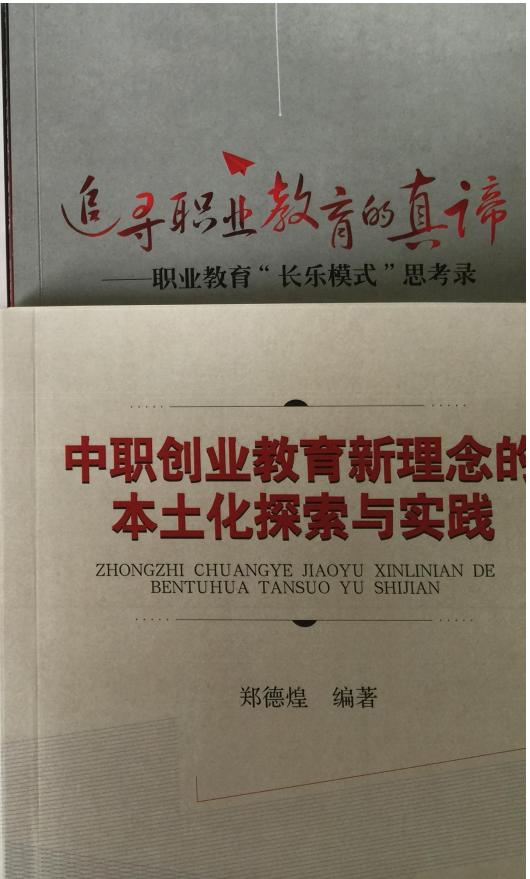 追寻职业教育的真谛
——职业教育“长乐模式”思考录
中职创业教育新理念的
本土化探索与实践
ZHONGZHI CHUANGYE JIAOYU XINLINIAN DE
BENTUHUA TANSUO YU SHIJIAN
郑德煌 编著